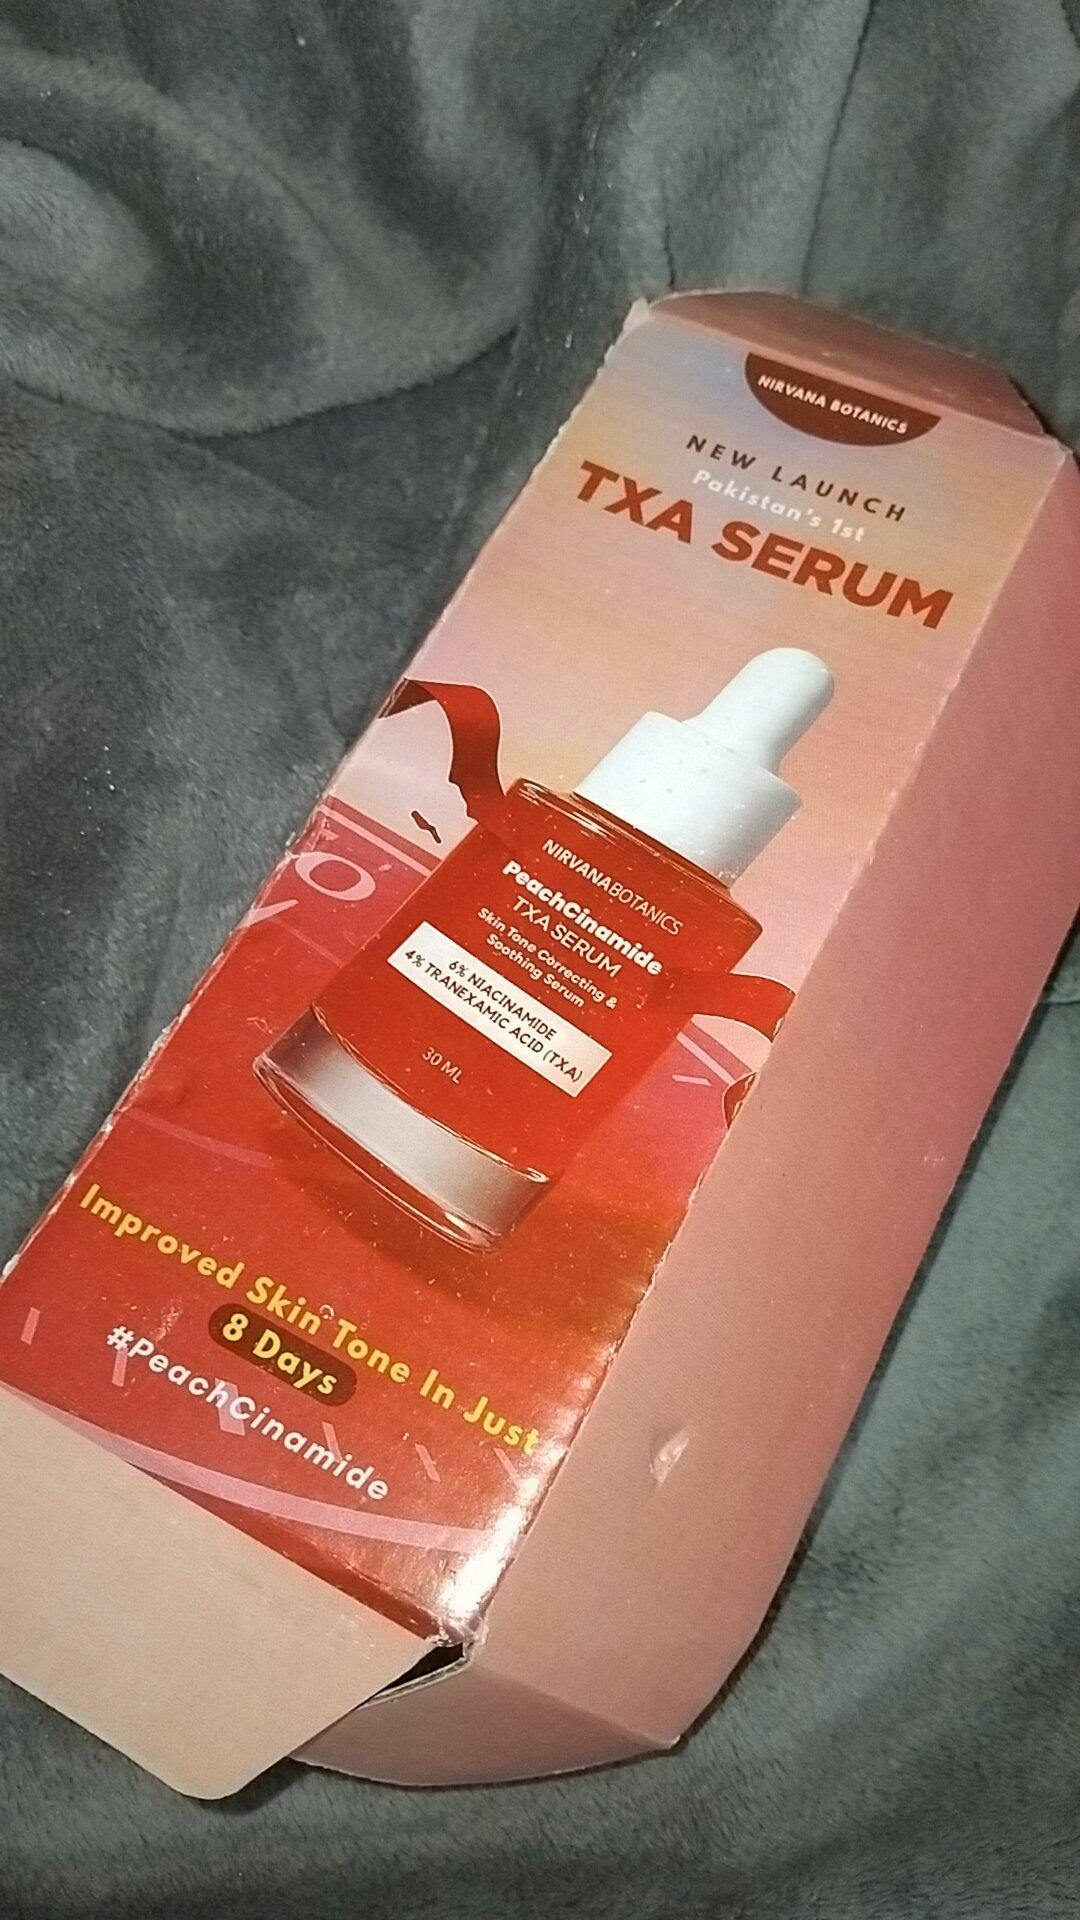 NIRVANA BOTANICS
NEW LAUNCH
Pakistan's 1st
TXA SERUM
NIRVANABOTANICS
PeachCinamide
TXA SERUM
Skin Tone Correcting &
Soothing Serum
6% NIACINAMIDE
4% TRANEXAMIC ACID (TXA)
30 ML
Improved Skin Tone In Just
8 Days
#PeachCinamide